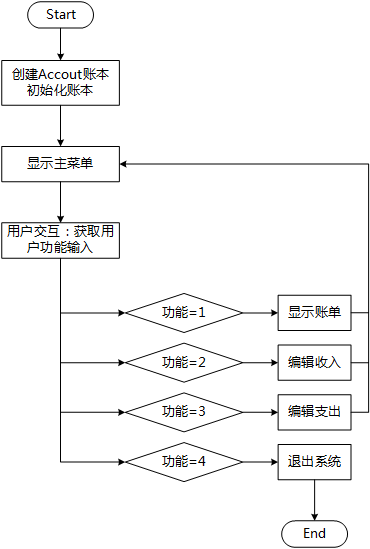 Start
创建Accout账本
初始化账本
显示主菜单
用户交互：获取用
户功能输入
功能=1
显示账单
功能=2
编辑收入
功能=3
编辑支出
功能=4
退出系统
End